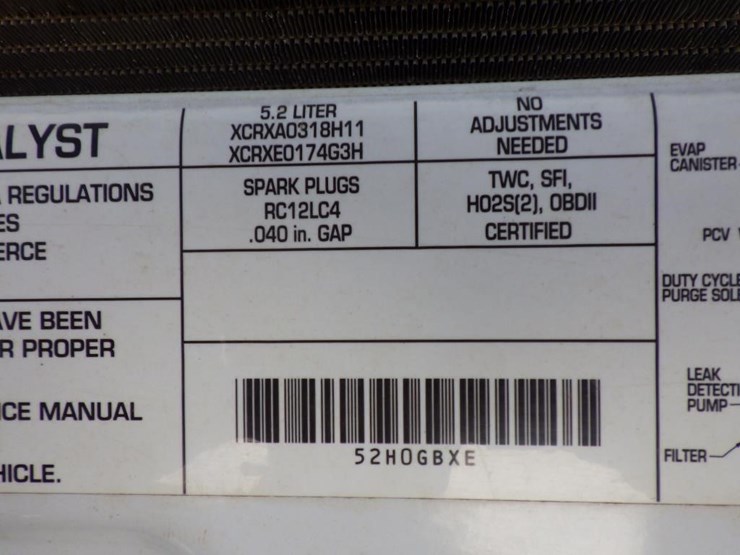 ALYST
REGULATIONS
ES
ERCE
AVE BEEN
R PROPER
ICE MANUAL
HICLE.
5.2 LITER
XCRXA0318H11
XCRXE0174G3H
NO
ADJUSTMENTS
NEEDED
SPARK PLUGS
RC12LC4
.040 in. GAP
TWC, SFI,
HO2S(2), OBDII
CERTIFIED
52H0GBXE
EVAP
CANISTER
PCV
DUTY CYCLE
PURGE SOLE
LEAK
DETECTI
PUMP
FILTER